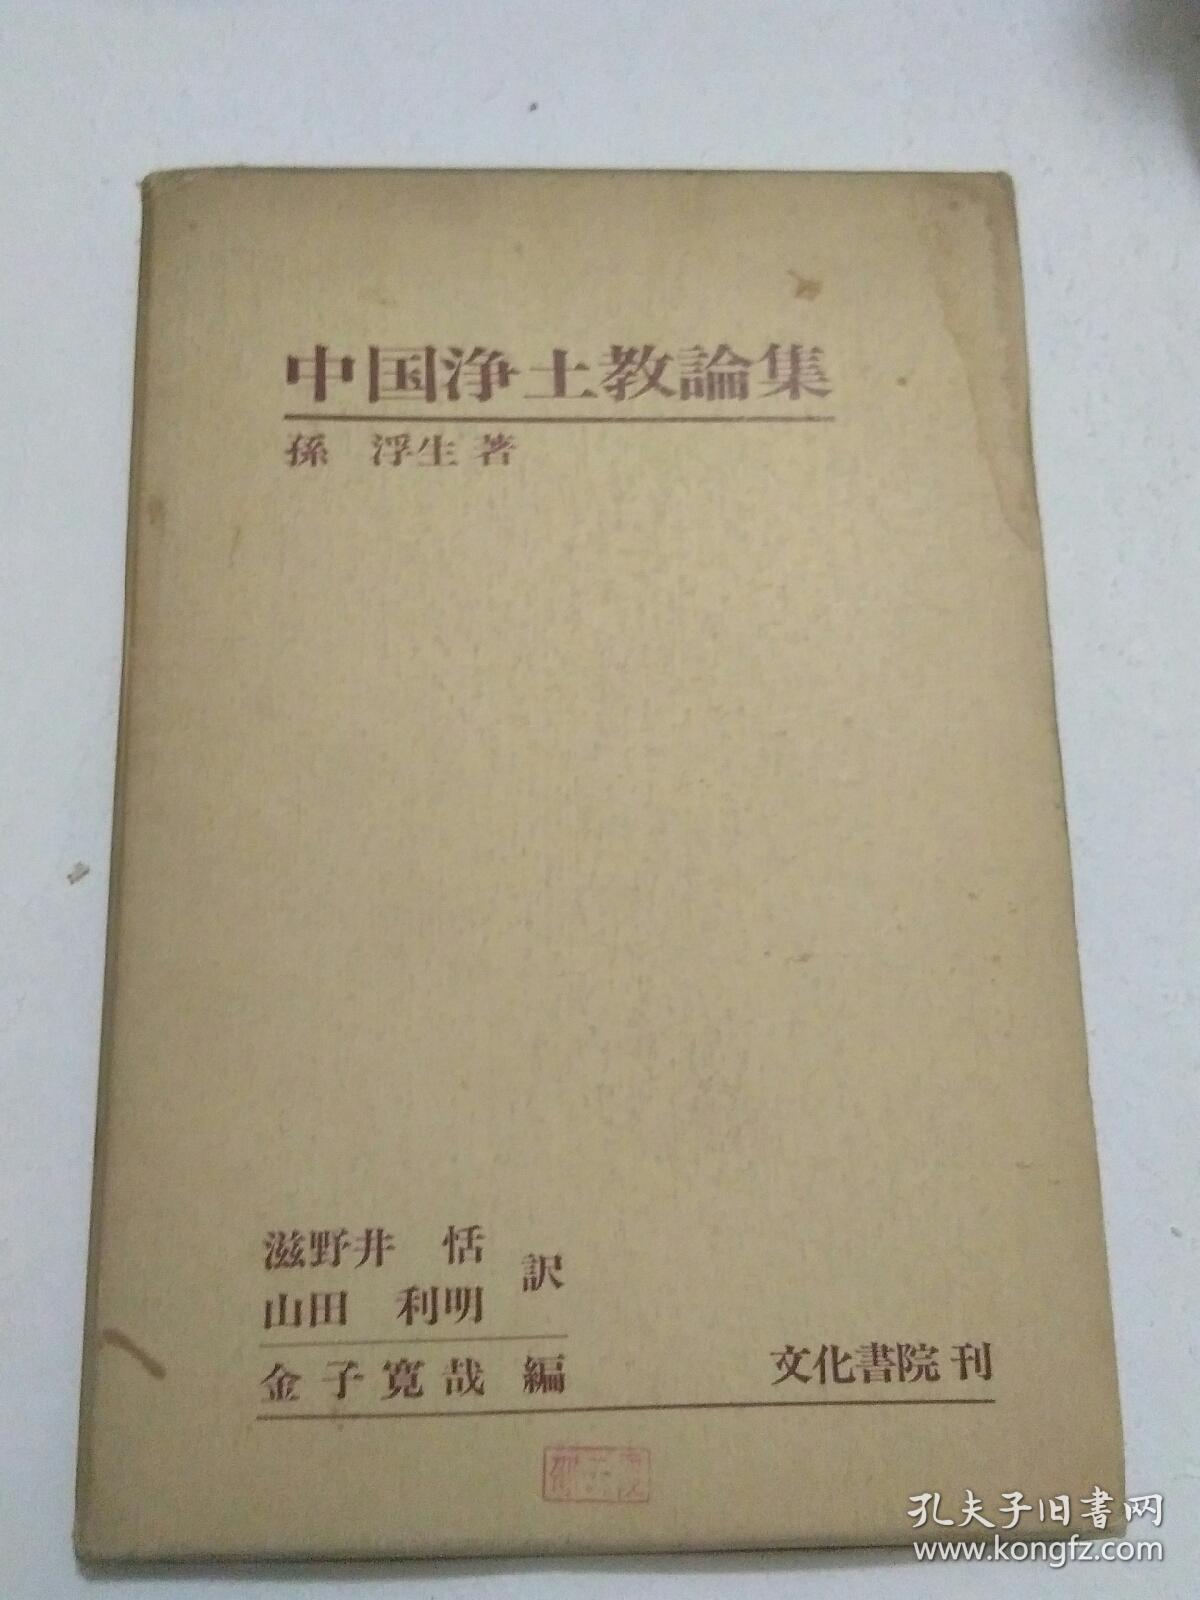 中国浄土教論集
孫 浮生 著
滋野井 恬
山田 利明
訳
金子寛哉 編
文化書院刊
孔夫子旧书网
www.kongfz.com